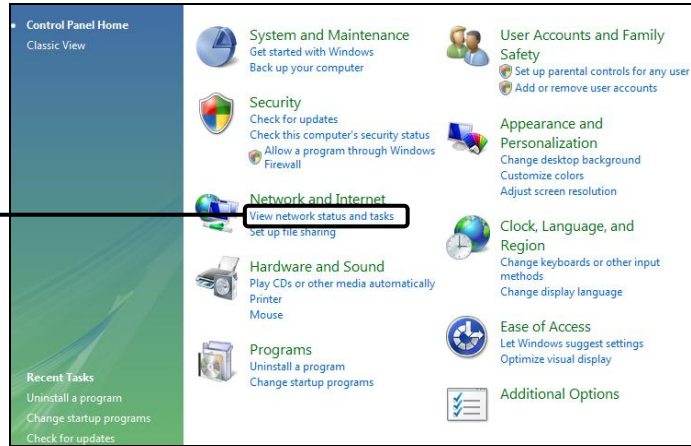 Control Panel Home
Classic View
System and Maintenance
Get started with Windows
Back up your computer
Security
Check for updates
Check this computer's security status
Allow a program through Windows
Firewall
Network and Internet
View network status and tasks
Set up file sharing
Hardware and Sound
Play CDs or other media automatically
Printer
Mouse
Programs
Uninstall a program
Change startup programs
User Accounts and Family
Safety
Set up parental controls for any user
Add or remove user accounts
Appearance and
Personalization
Change desktop background
Customize colors
Adjust screen resolution
Clock, Language, and
Region
Change keyboards or other input
methods
Change display language
Ease of Access
Let Windows suggest settings
Optimize visual display
Additional Options
Recent Tasks
Uninstall a program
Change startup programs
Check for updates